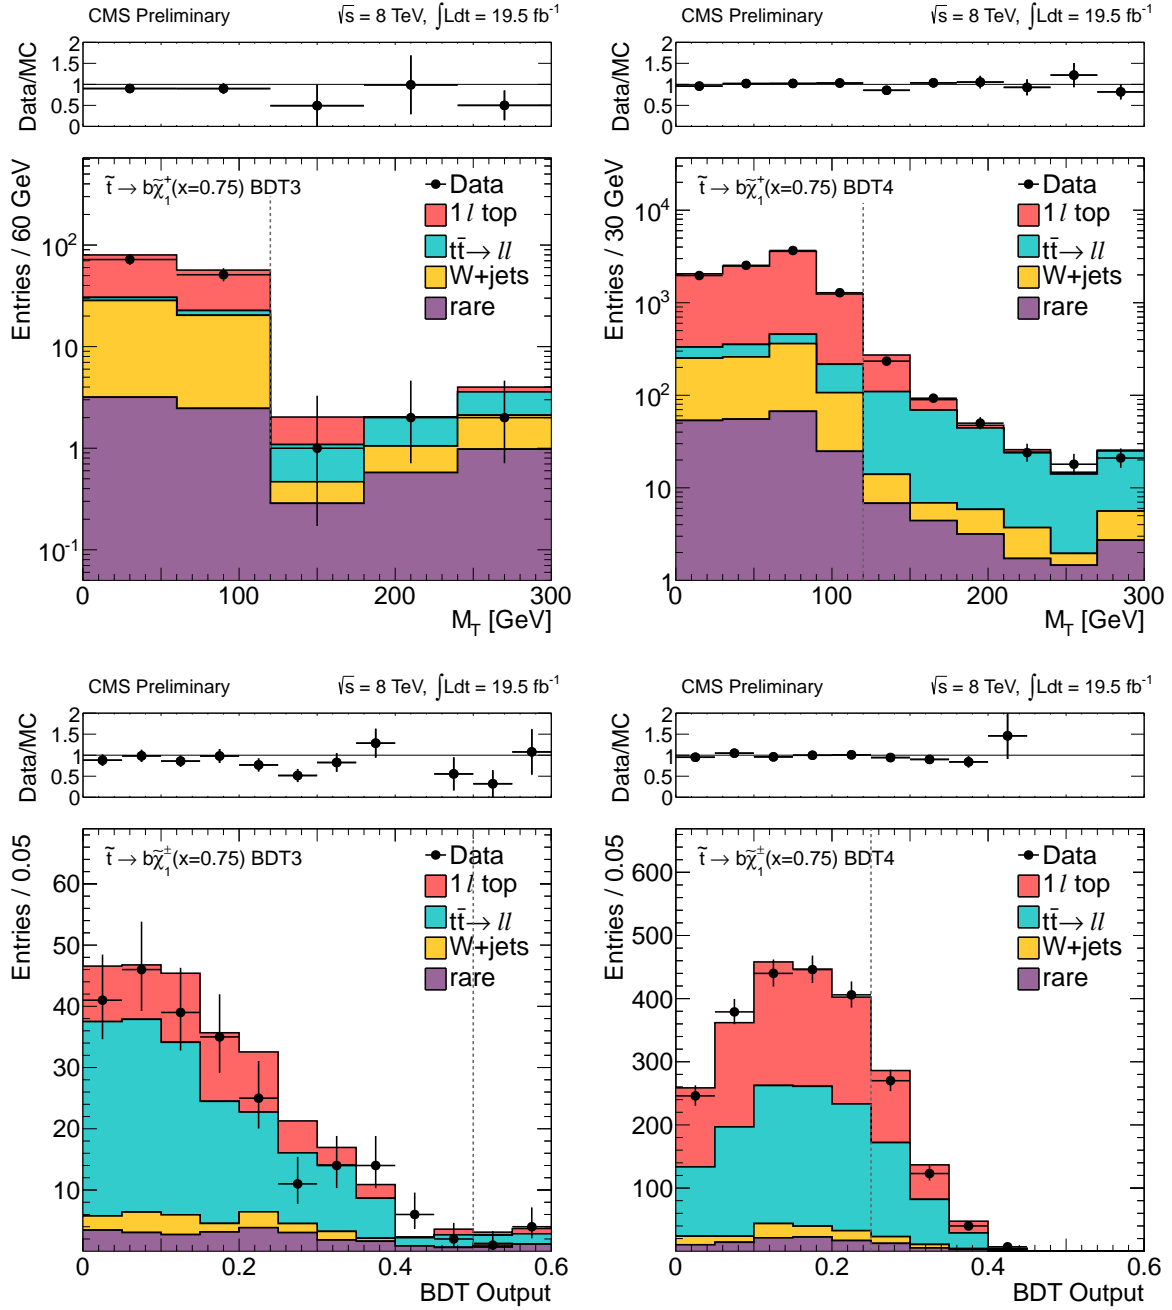 CMS Preliminary √s = 8 TeV, ∫Ldt = 19.5 fb⁻¹
Data/MC
2
1.5
1
0.5
0
t̃ → bχ̃₁⁺(x=0.75) BDT3
Entries / 60 GeV
Data
1l top
tt̄→ ll
W+jets
rare
10²
10
1
10⁻¹
0 100 200 300
M_T [GeV]
CMS Preliminary √s = 8 TeV, ∫Ldt = 19.5 fb⁻¹
Data/MC
2
1.5
1
0.5
0
t̃ → bχ̃₁⁺(x=0.75) BDT4
Entries / 30 GeV
Data
1l top
tt̄→ ll
W+jets
rare
10⁴
10³
10²
10
1
0 100 200 300
M_T [GeV]
CMS Preliminary √s = 8 TeV, ∫Ldt = 19.5 fb⁻¹
Data/MC
2
1.5
1
0.5
0
t̃ → bχ̃₁±(x=0.75) BDT3
Entries / 0.05
Data
1l top
tt̄→ ll
W+jets
rare
60
50
40
30
20
10
0 0.2 0.4 0.6
BDT Output
CMS Preliminary √s = 8 TeV, ∫Ldt = 19.5 fb⁻¹
Data/MC
2
1.5
1
0.5
0
t̃ → bχ̃₁±(x=0.75) BDT4
Entries / 0.05
Data
1l top
tt̄→ ll
W+jets
rare
600
500
400
300
200
100
0 0.2 0.4 0.6
BDT Output